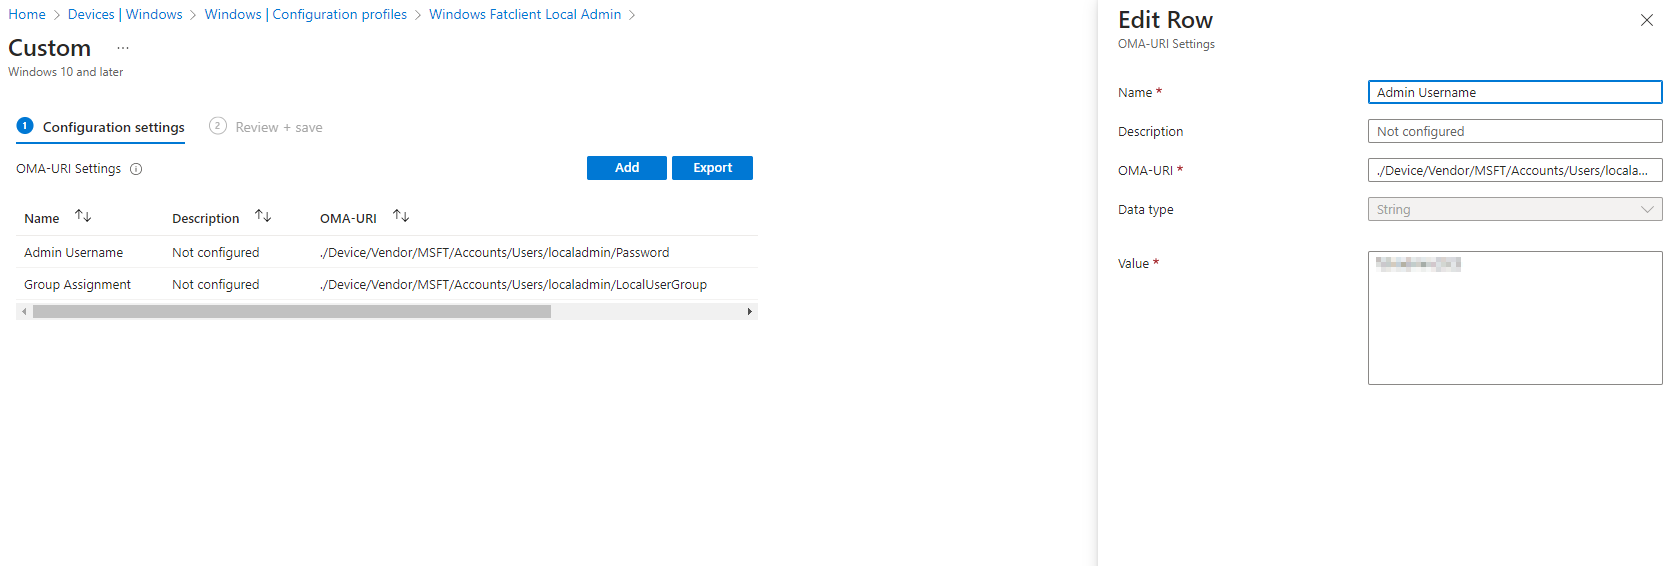 Home > Devices | Windows > Windows | Configuration profiles > Windows Fatclient Local Admin >
Custom ...
Windows 10 and later
1 Configuration settings 2 Review + save
OMA-URI Settings
Add Export
Name Description OMA-URI
Admin Username Not configured ./Device/Vendor/MSFT/Accounts/Users/localadmin/Password
Group Assignment Not configured ./Device/Vendor/MSFT/Accounts/Users/localadmin/LocalUserGroup
Edit Row
OMA-URI Settings
Name * Admin Username
Description Not configured
OMA-URI * ./Device/Vendor/MSFT/Accounts/Users/locala...
Data type String
Value *